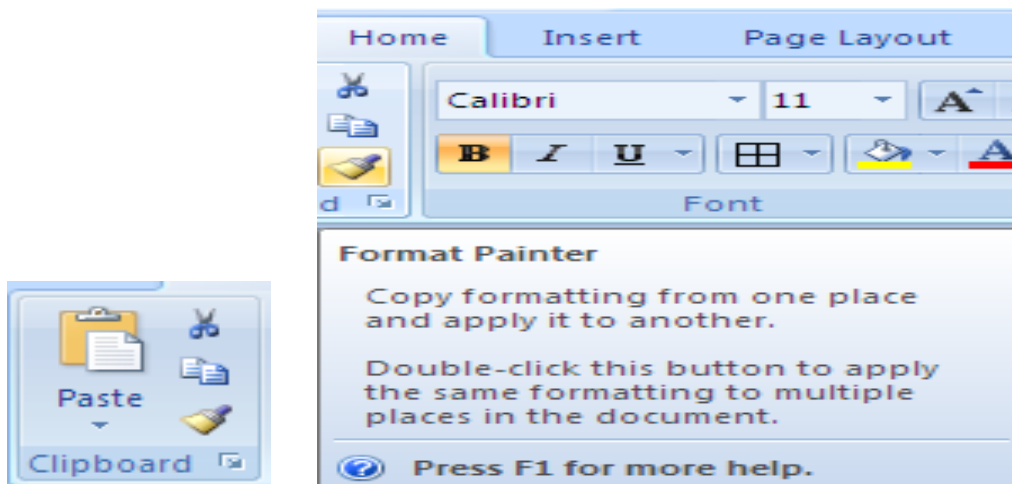 Home Insert Page Layout
Calibri 11 A
B I U A
d
Font
Format Painter
Copy formatting from one place
and apply it to another.
Double-click this button to apply
the same formatting to multiple
places in the document.
Press F1 for more help.
Paste
Clipboard